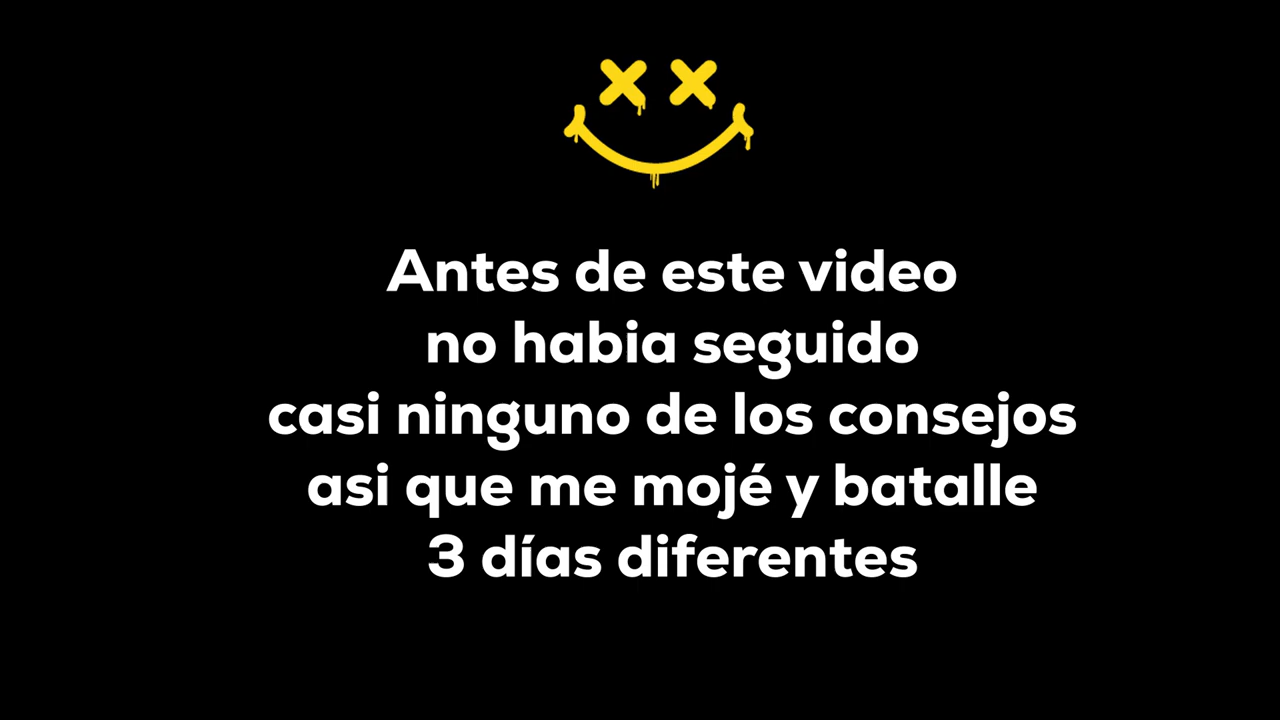 Antes de este video
no habia seguido
casi ninguno de los consejos
asi que me mojé y batalle
3 días diferentes